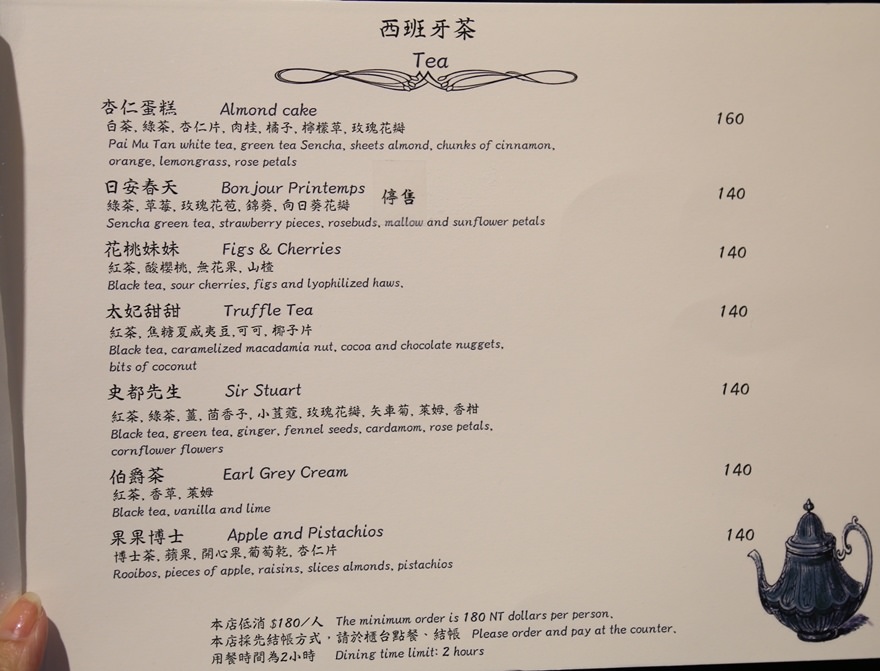 西班牙茶
Tea
杏仁蛋糕 Almond cake 160
白茶, 綠茶, 杏仁片, 肉桂, 橘子, 檸檬草, 玫瑰花瓣
Pai Mu Tan white tea, green tea Sencha, sheets almond, chunks of cinnamon,
orange, lemongrass, rose petals
日安春天 Bonjour Printemps 停售 140
綠茶, 草莓, 玫瑰花苞, 錦葵, 向日葵花瓣
Sencha green tea, strawberry pieces, rosebuds, mallow and sunflower petals
花桃妹妹 Figs & Cherries 140
紅茶, 酸櫻桃, 無花果, 山楂
Black tea, sour cherries, figs and lyophilized haws.
太妃甜甜 Truffle Tea 140
紅茶, 焦糖夏威夷豆, 可可, 椰子片
Black tea, caramelized macadamia nut, cocoa and chocolate nuggets,
bits of coconut
史都先生 Sir Stuart 140
紅茶, 綠茶, 薑, 茴香子, 小荳蔻, 玫瑰花瓣, 矢車菊, 萊姆, 香柑
Black tea, green tea, ginger, fennel seeds, cardamom, rose petals,
cornflower flowers
伯爵茶 Earl Grey Cream 140
紅茶, 香草, 萊姆
Black tea, vanilla and lime
果果博士 Apple and Pistachios 140
博士茶, 蘋果, 開心果, 葡萄乾, 杏仁片
Rooibos, pieces of apple, raisins, slices almonds, pistachios
本店低消 $180/人 The minimum order is 180 NT dollars per person.
本店採先結帳方式，請於櫃台點餐、結帳 Please order and pay at the counter.
用餐時間為2小時 Dining time limit: 2 hours